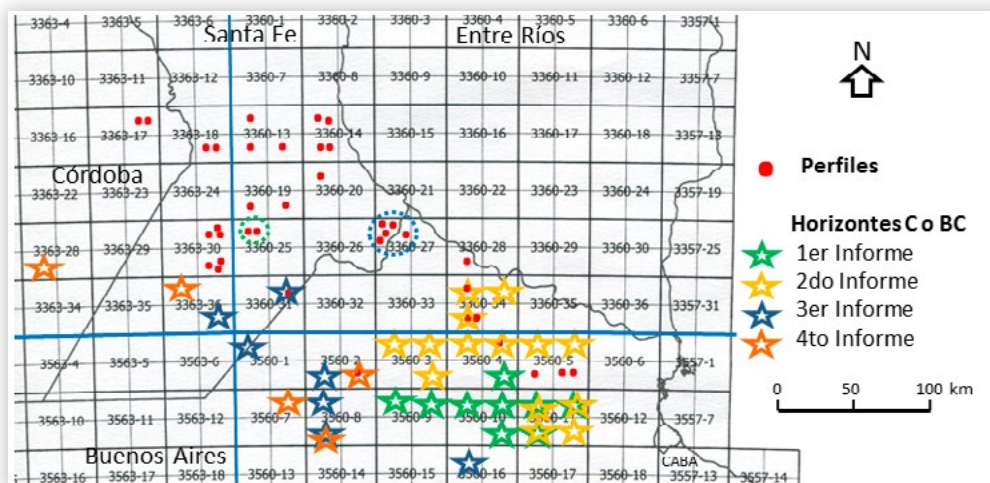 3363-4 3363-5 3363-6 3360-1 3360-2 3360-3 3360-4 3360-5 3360-6 3357-1
Santa Fe Entre Ríos
3363-10 3363-11 3363-12 3360-7 3360-8 3360-9 3360-10 3360-11 3360-12 3357-7
3363-16 3363-17 3363-18 3360-13 3360-14 3360-15 3360-16 3360-17 3360-18 3357-13
Córdoba
3363-22 3363-23 3363-24 3360-19 3360-20 3360-21 3360-22 3360-23 3360-24 3357-19
3363-28 3363-29 3363-30 3360-25 3360-26 3360-27 3360-28 3360-29 3360-30 3357-25
3363-34 3363-35 3363-36 3360-31 3360-32 3360-33 3360-34 3360-35 3360-36 3357-31
3563-4 3563-5 3563-6 3560-1 3560-2 3560-3 3560-4 3560-5 3560-6 3557-1
3563-10 3563-11 3563-12 3560-7 3560-8 3560-9 3560-10 3560-12 3557-7
Buenos Aires
CABA
3563-16 3563-17 3563-18 3560-13 3560-14 3560-15 3560-17 3560-18 3557-13 3557-14
N
Perfiles
Horizontes C o BC
1er Informe
2do Informe
3er Informe
4to Informe
0 50 100 km